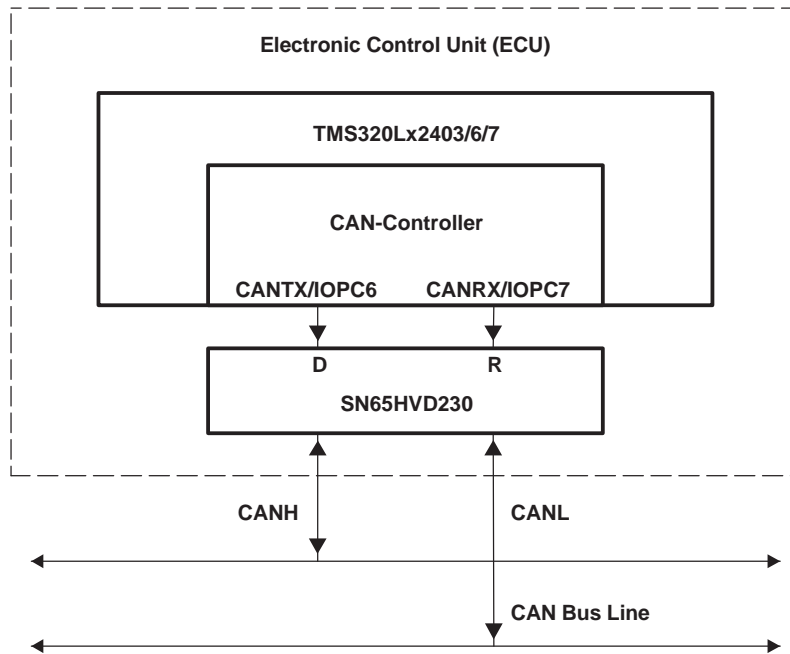 Electronic Control Unit (ECU)
TMS320Lx2403/6/7
CAN-Controller
CANTX/IOPC6 CANRX/IOPC7
D R
SN65HVD230
CANH CANL
CAN Bus Line